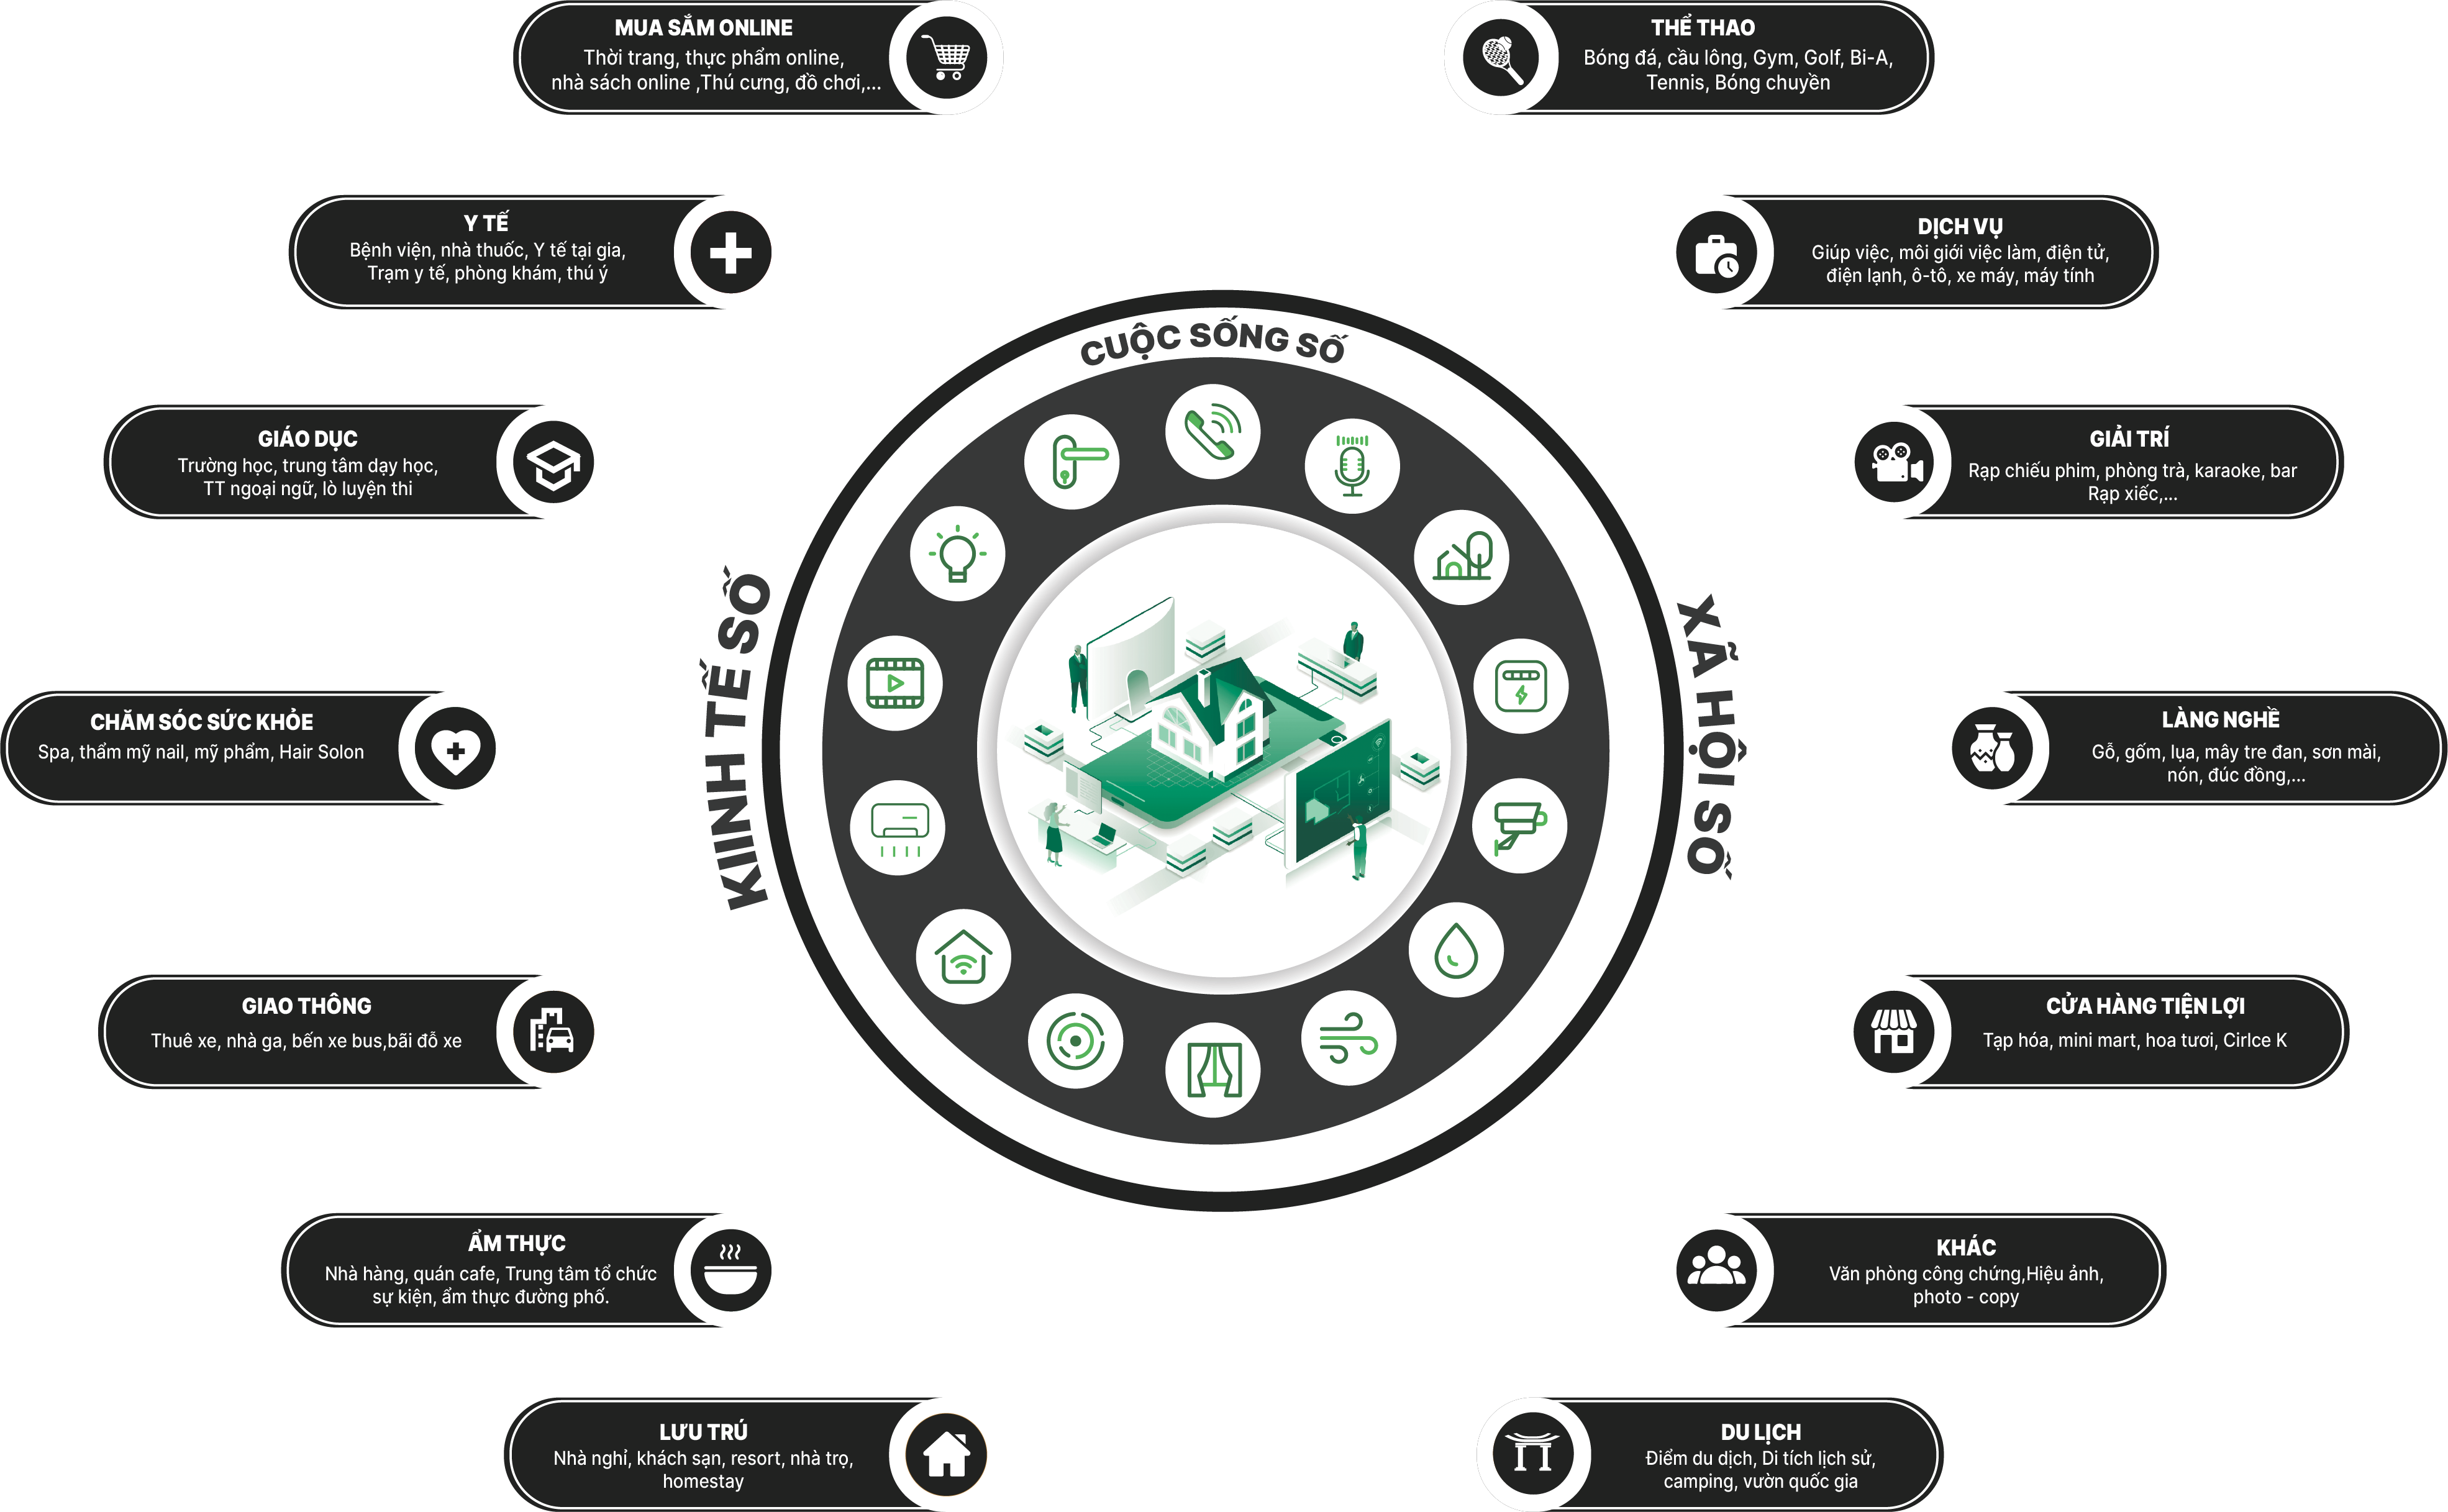 MUA SẮM ONLINE
Thời trang, thực phẩm online,
nhà sách online ,Thú cưng, đồ chơi,...
THỂ THAO
Bóng đá, cầu lông, Gym, Golf, Bi-A,
Tennis, Bóng chuyền
Y TẾ
Bệnh viện, nhà thuốc, Y tế tại gia,
Trạm y tế, phòng khám, thú ý
DỊCH VỤ
Giúp việc, môi giới việc làm, điện tử,
điện lạnh, ô-tô, xe máy, máy tính
CUỘC SỐNG SỐ
GIÁO DỤC
Trường học, trung tâm dạy học,
TT ngoại ngữ, lò luyện thi
GIẢI TRÍ
Rạp chiếu phim, phòng trà, karaoke, bar
Rạp xiếc,...
KIINH TẾ SỐ
XÃ HỘI SỐ
CHĂM SÓC SỨC KHỎE
Spa, thẩm mỹ nail, mỹ phẩm, Hair Solon
LÀNG NGHỀ
Gỗ, gốm, lụa, mây tre đan, sơn mài,
nón, đúc đồng,...
GIAO THÔNG
Thuê xe, nhà ga, bến xe bus,bãi đỗ xe
CỬA HÀNG TIỆN LỢI
Tạp hóa, mini mart, hoa tươi, Cirlce K
ẨM THỰC
Nhà hàng, quán cafe, Trung tâm tổ chức
sự kiện, ẩm thực đường phố.
KHÁC
Văn phòng công chứng,Hiệu ảnh,
photo - copy
LƯU TRÚ
Nhà nghỉ, khách sạn, resort, nhà trọ,
homestay
DU LỊCH
Điểm du dịch, Di tích lịch sử,
camping, vườn quốc gia